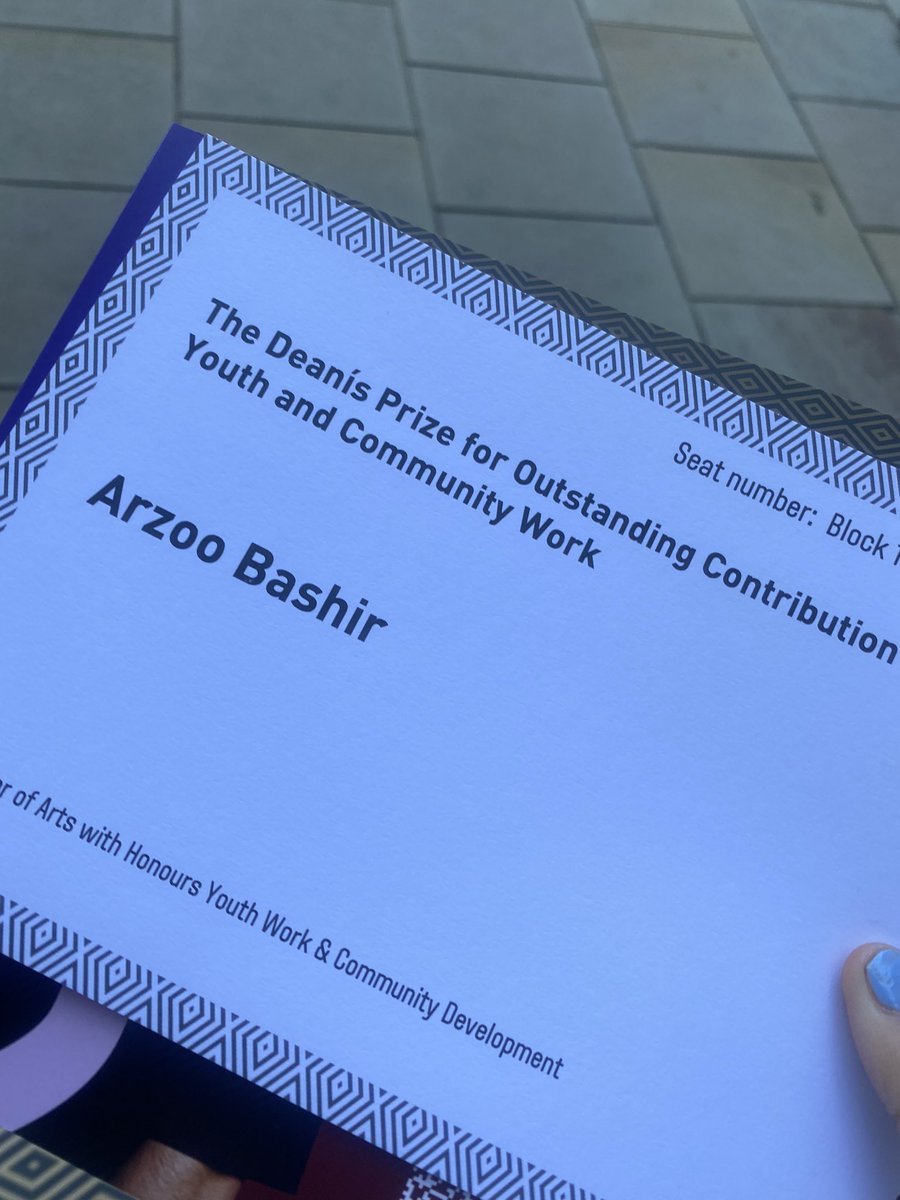 Seat number: Block
The Deanís Prize for Outstanding Contribution
Youth and Community Work
Arzoo Bashir
of Arts with Honours Youth Work & Community Development